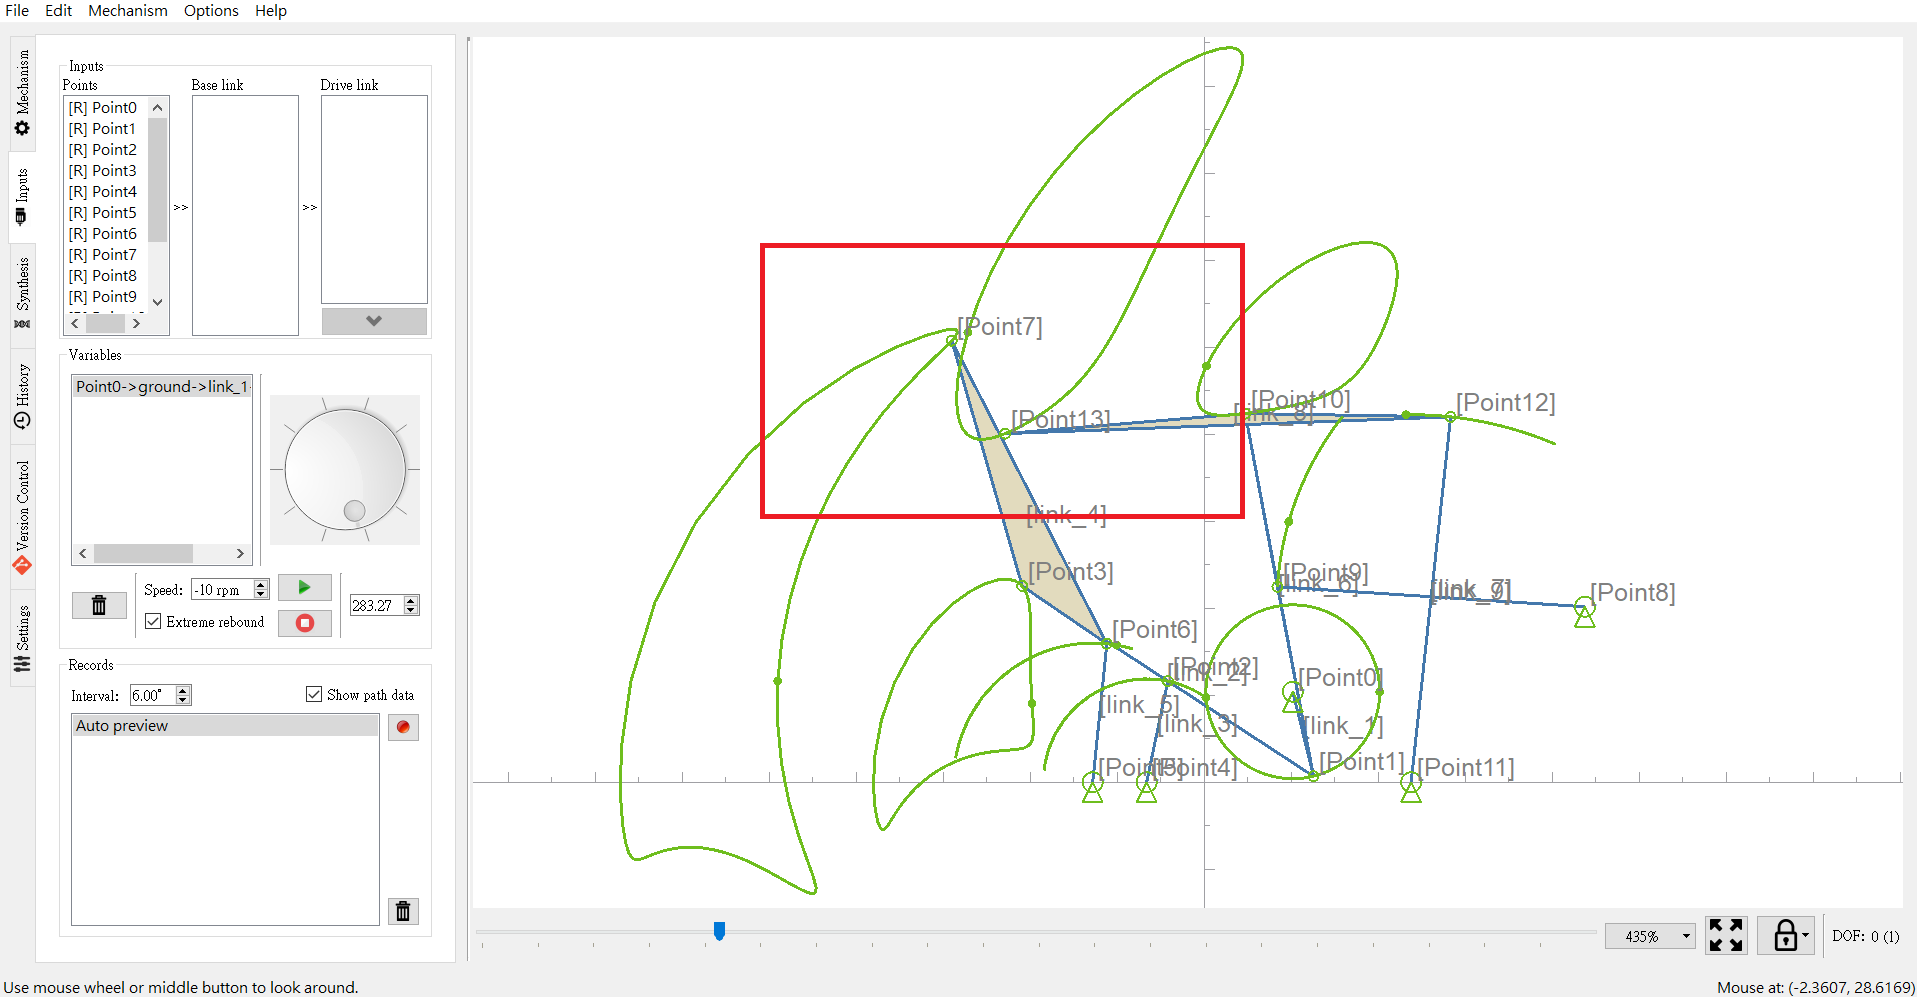 File Edit Mechanism Options Help
Mechanism
Inputs
Synthesis
History
Version Control
Settings
Inputs
Points
Base link
Drive link
[R] Point0
[R] Point1
[R] Point2
[R] Point3
[R] Point4
[R] Point5
[R] Point6
[R] Point7
[R] Point8
[R] Point9
>>
>>
Variables
Point0->ground->link_1
Speed: -10 rpm
Extreme rebound
283.27
Records
Interval: 6.00°
Show path data
Auto preview
[Point7]
[Point13]
[Point10]
[link_8]
[Point12]
[link_4]
[Point3]
[Point9]
[link_6]
[Point8]
[Point6]
[Point2]
[link_2]
[Point0]
[link_5]
[link_3]
[link_1]
[Point4]
[Point1]
[Point11]
435%
DOF: 0 (1)
Use mouse wheel or middle button to look around.
Mouse at: (-2.3607, 28.6169)